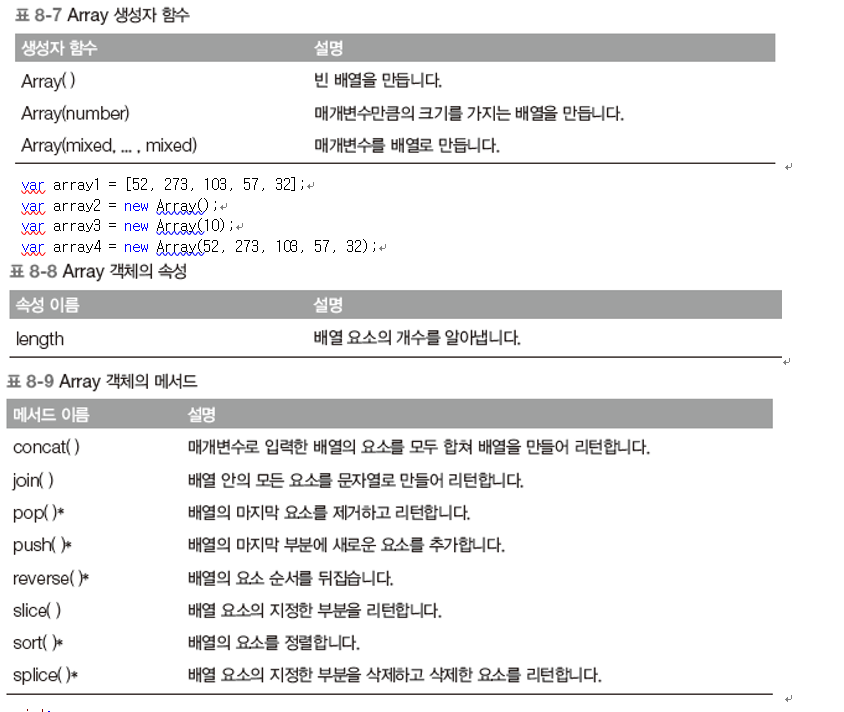 표 8-7 Array 생성자 함수
생성자 함수 설명
Array( ) 빈 배열을 만듭니다.
Array(number) 매개변수만큼의 크기를 가지는 배열을 만듭니다.
Array(mixed, ... , mixed) 매개변수를 배열로 만듭니다.
var array1 = [52, 273, 103, 57, 32];
var array2 = new Array();
var array3 = new Array(10);
var array4 = new Array(52, 273, 103, 57, 32);
표 8-8 Array 객체의 속성
속성 이름 설명
length 배열 요소의 개수를 알아냅니다.
표 8-9 Array 객체의 메서드
메서드 이름 설명
concat( ) 매개변수로 입력한 배열의 요소를 모두 합쳐 배열을 만들어 리턴합니다.
join( ) 배열 안의 모든 요소를 문자열로 만들어 리턴합니다.
pop( )* 배열의 마지막 요소를 제거하고 리턴합니다.
push( )* 배열의 마지막 부분에 새로운 요소를 추가합니다.
reverse( )* 배열의 요소 순서를 뒤집습니다.
slice( ) 배열 요소의 지정한 부분을 리턴합니다.
sort( )* 배열의 요소를 정렬합니다.
splice( )* 배열 요소의 지정한 부분을 삭제하고 삭제한 요소를 리턴합니다.